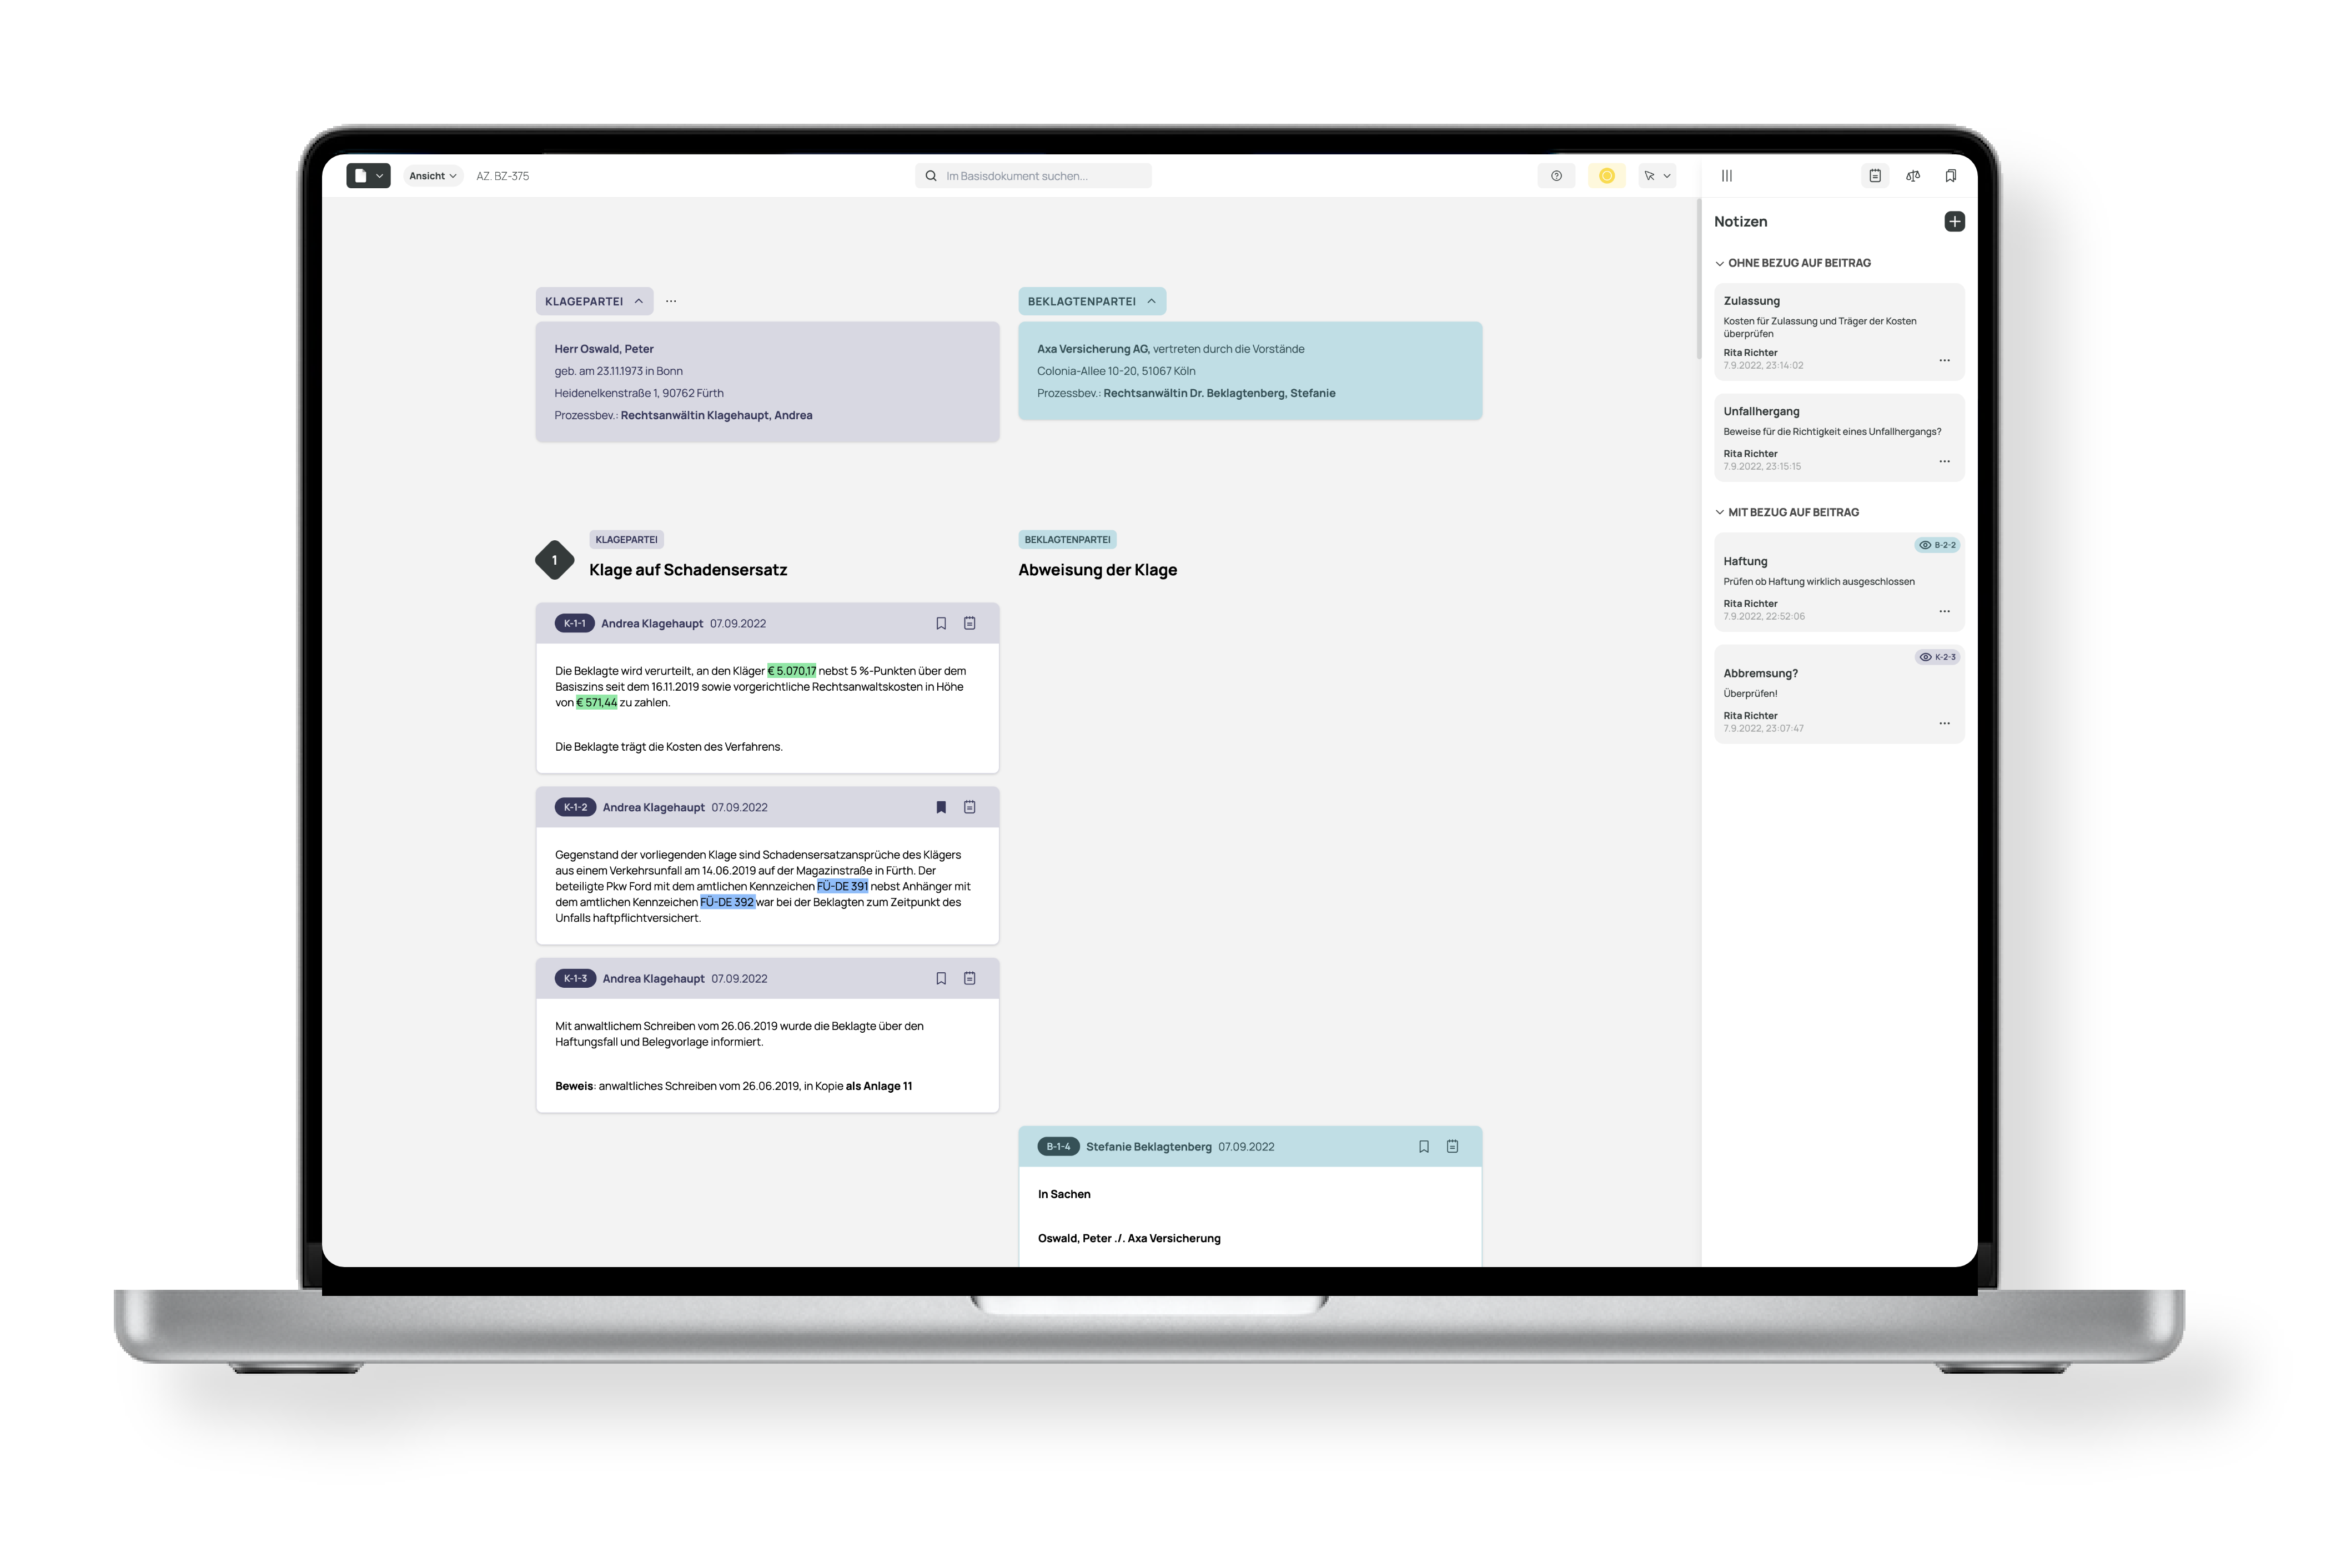 Ansicht
AZ. BZ-375
Im Basisdokument suchen...
KLAGEPARTEI
...
Herr Oswald, Peter
geb. am 23.11.1973 in Bonn
Heidenelkenstraße 1, 90762 Fürth
Prozessbev.: Rechtsanwältin Klagehaupt, Andrea
BEKLAGTENPARTEI
Axa Versicherung AG, vertreten durch die Vorstände
Colonia-Allee 10-20, 51067 Köln
Prozessbev.: Rechtsanwältin Dr. Beklagtenberg, Stefanie
1
KLAGEPARTEI
Klage auf Schadensersatz
BEKLAGTENPARTEI
Abweisung der Klage
K-1-1 Andrea Klagehaupt 07.09.2022
Die Beklagte wird verurteilt, an den Kläger € 5.070,17 nebst 5 %-Punkten über dem
Basiszins seit dem 16.11.2019 sowie vorgerichtliche Rechtsanwaltskosten in Höhe
von € 571,44 zu zahlen.
Die Beklagte trägt die Kosten des Verfahrens.
K-1-2 Andrea Klagehaupt 07.09.2022
Gegenstand der vorliegenden Klage sind Schadensersatzansprüche des Klägers
aus einem Verkehrsunfall am 14.06.2019 auf der Magazinstraße in Fürth. Der
beteiligte Pkw Ford mit dem amtlichen Kennzeichen FÜ-DE 391 nebst Anhänger mit
dem amtlichen Kennzeichen FÜ-DE 392 war bei der Beklagten zum Zeitpunkt des
Unfalls haftpflichtversichert.
K-1-3 Andrea Klagehaupt 07.09.2022
Mit anwaltlichem Schreiben vom 26.06.2019 wurde die Beklagte über den
Haftungsfall und Belegvorlage informiert.
Beweis: anwaltliches Schreiben vom 26.06.2019, in Kopie als Anlage 11
B-1-4 Stefanie Beklagtenberg 07.09.2022
In Sachen
Oswald, Peter ./. Axa Versicherung
Notizen
OHNE BEZUG AUF BEITRAG
Zulassung
Kosten für Zulassung und Träger der Kosten
überprüfen
Rita Richter
7.9.2022, 23:14:02
...
Unfallhergang
Beweise für die Richtigkeit eines Unfallhergangs?
Rita Richter
7.9.2022, 23:15:15
...
MIT BEZUG AUF BEITRAG
B-2-2
Haftung
Prüfen ob Haftung wirklich ausgeschlossen
Rita Richter
7.9.2022, 22:52:06
...
K-2-3
Abbremsung?
Überprüfen!
Rita Richter
7.9.2022, 23:07:47
...